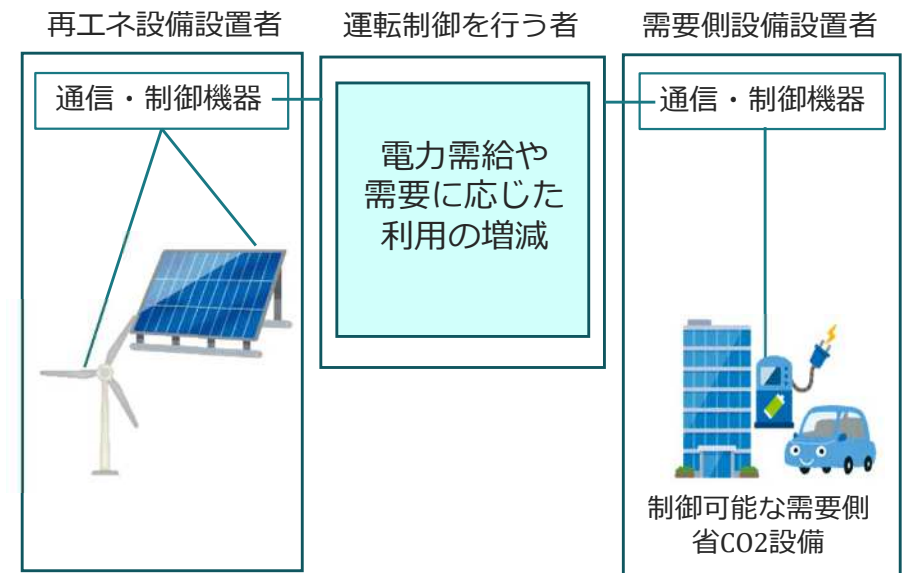 再エネ設備設置者
運転制御を行う者
需要側設備設置者
通信・制御機器
通信・制御機器
電力需給や
需要に応じた
利用の増減
制御可能な需要側
省CO2設備